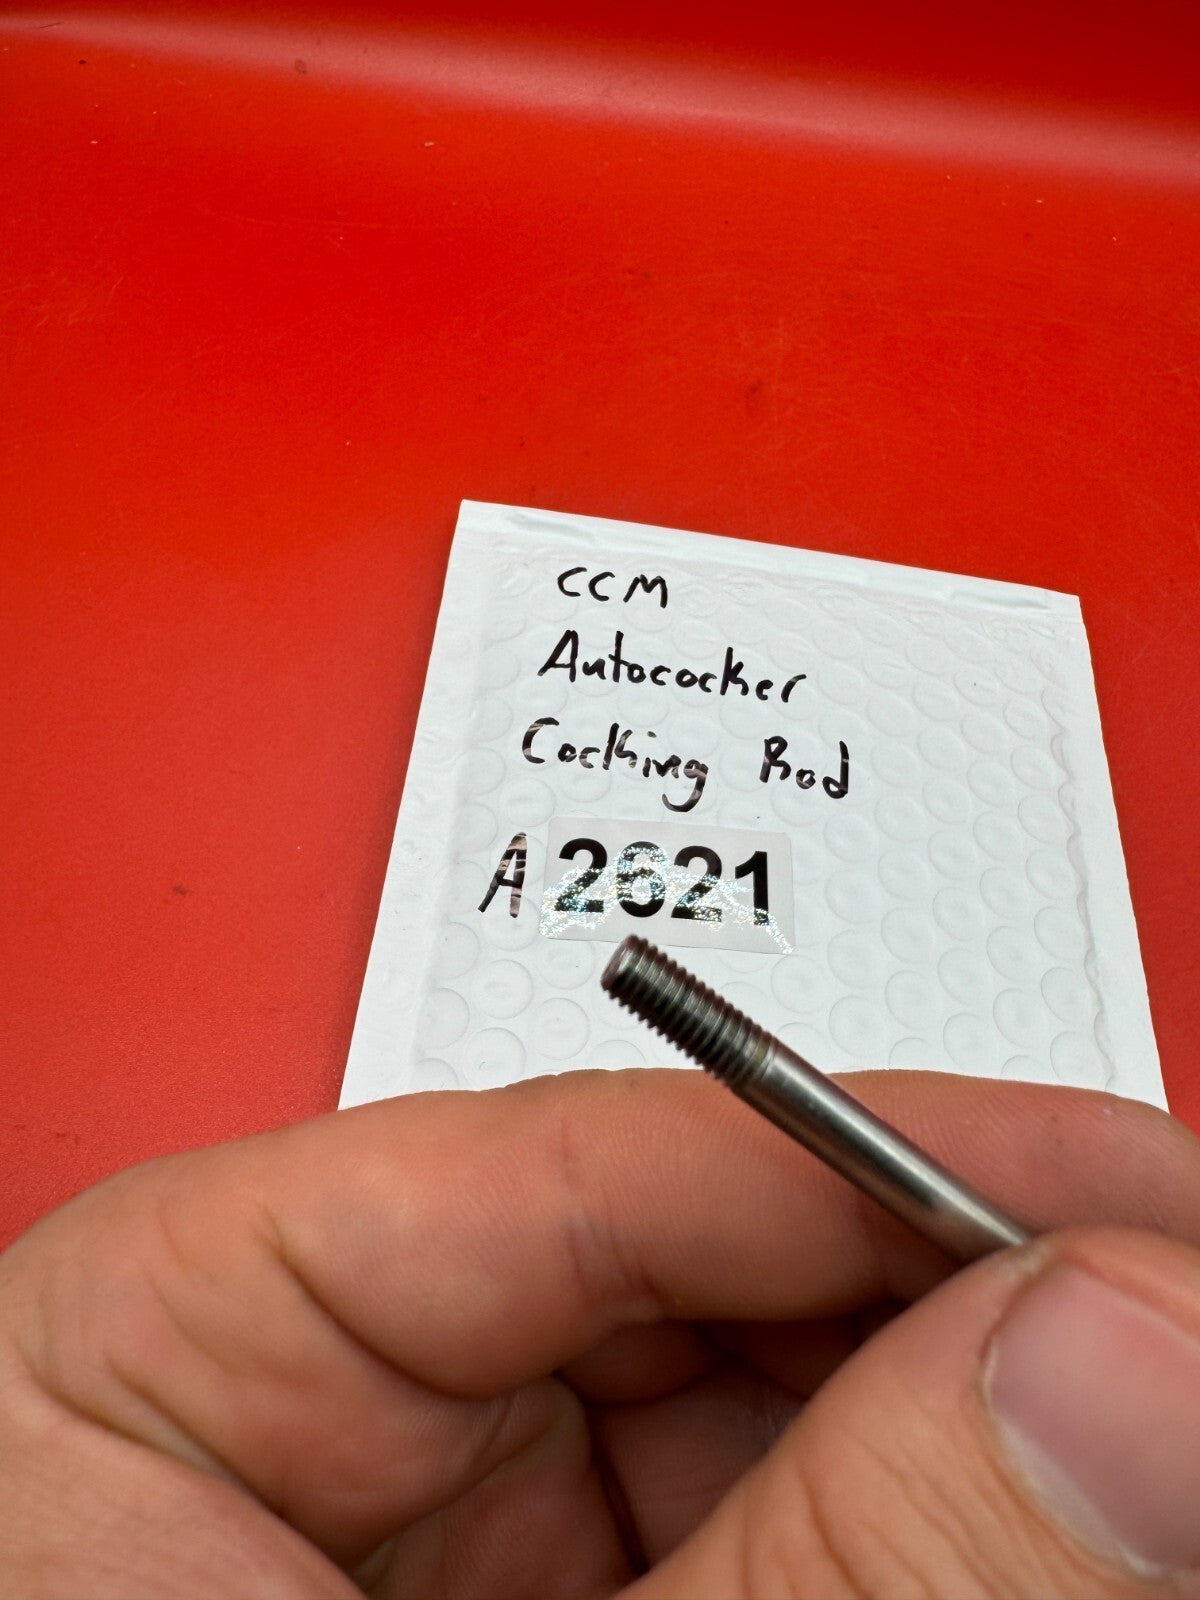 CCM
Autococker
Cocking Rod
A 2621